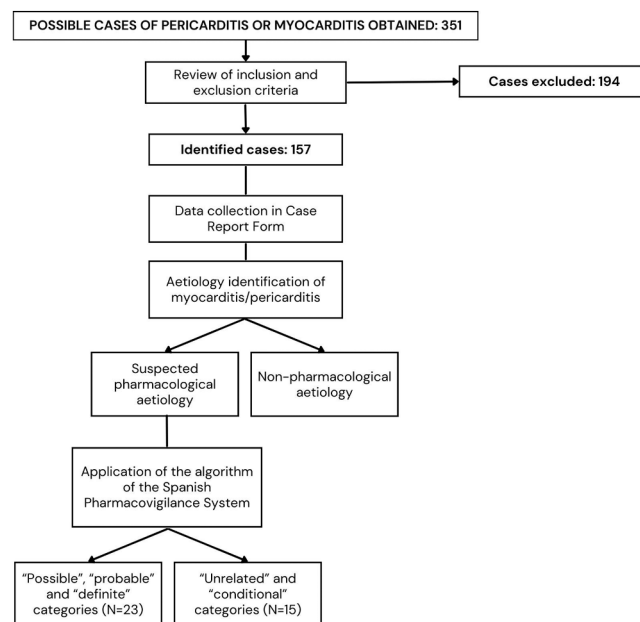 POSSIBLE CASES OF PERICARDITIS OR MYOCARDITIS OBTAINED: 351
Review of inclusion and
exclusion criteria
Cases excluded: 194
Identified cases: 157
Data collection in Case
Report Form
Aetiology identification of
myocarditis/pericarditis
Suspected
pharmacological
aetiology
Non-pharmacological
aetiology
Application of the algorithm
of the Spanish
Pharmacovigilance System
“Possible”, “probable”
and “definite”
categories (N=23)
“Unrelated” and
“conditional”
categories (N=15)